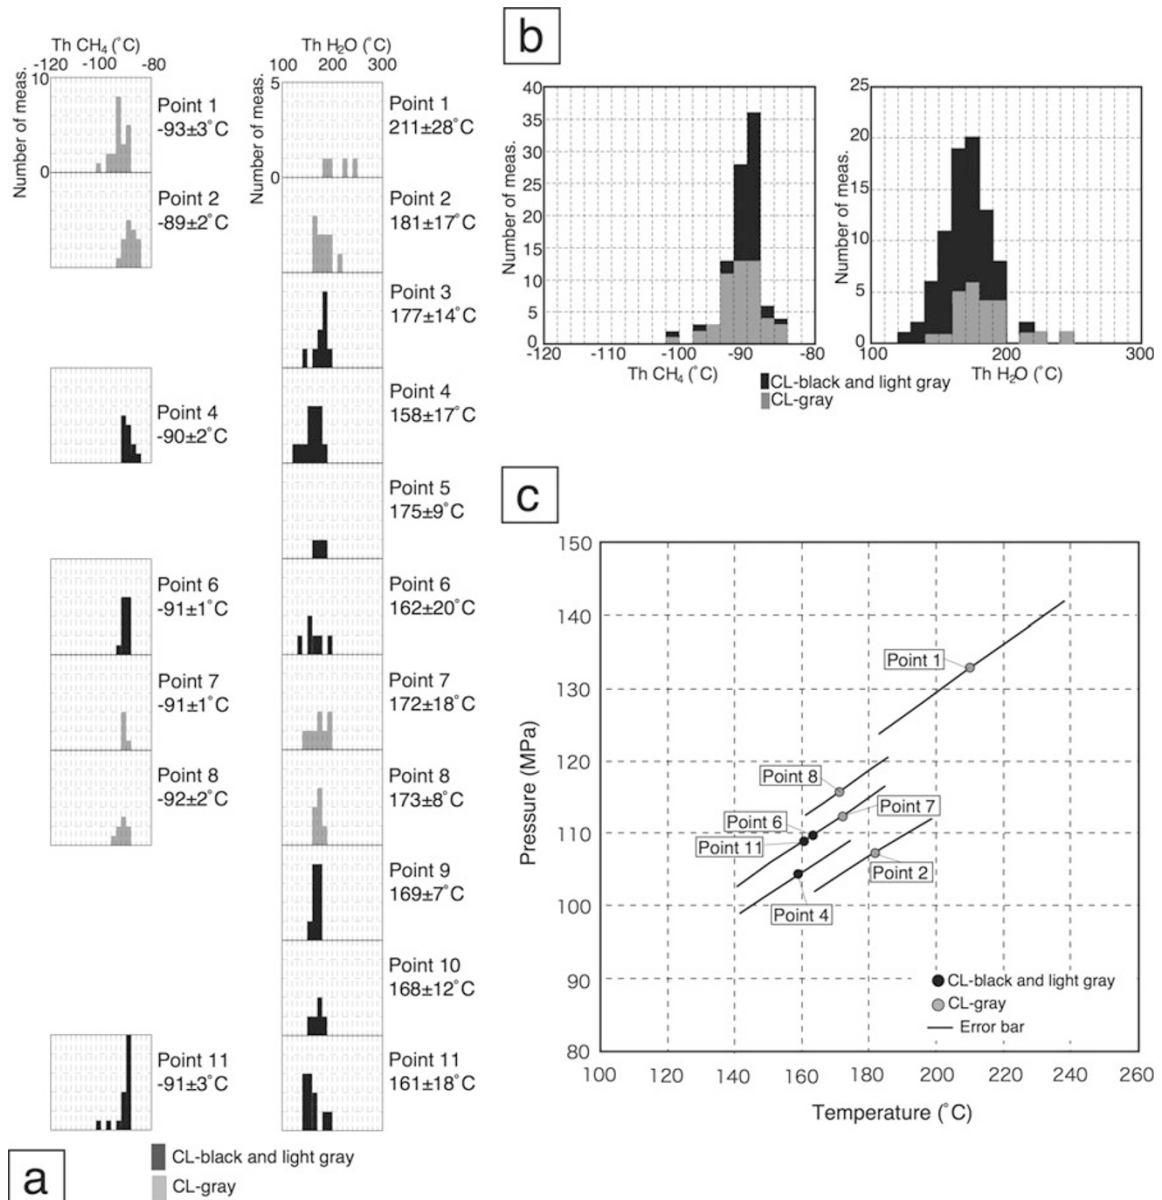 Th CH₄ (˚C)
-120 -100 -80
Number of meas.
10
0
Point 1
-93±3˚C
Point 2
-89±2˚C
Point 4
-90±2˚C
Point 6
-91±1˚C
Point 7
-91±1˚C
Point 8
-92±2˚C
Point 11
-91±3˚C
Th H₂O (˚C)
100 200 300
Number of meas.
5
0
Point 1
211±28˚C
Point 2
181±17˚C
Point 3
177±14˚C
Point 4
158±17˚C
Point 5
175±9˚C
Point 6
162±20˚C
Point 7
172±18˚C
Point 8
173±8˚C
Point 9
169±7˚C
Point 10
168±12˚C
Point 11
161±18˚C
CL-black and light gray
CL-gray
a
b
Number of meas.
40
35
30
25
20
15
10
5
0
-120 -110 -100 -90 -80
Th CH₄ (˚C)
Number of meas.
25
20
15
10
5
0
100 200 300
Th H₂O (˚C)
CL-black and light gray
CL-gray
c
Pressure (MPa)
150
140
130
120
110
100
90
80
Point 1
Point 8
Point 7
Point 6
Point 11
Point 2
Point 4
CL-black and light gray
CL-gray
Error bar
100 120 140 160 180 200 220 240 260
Temperature (˚C)